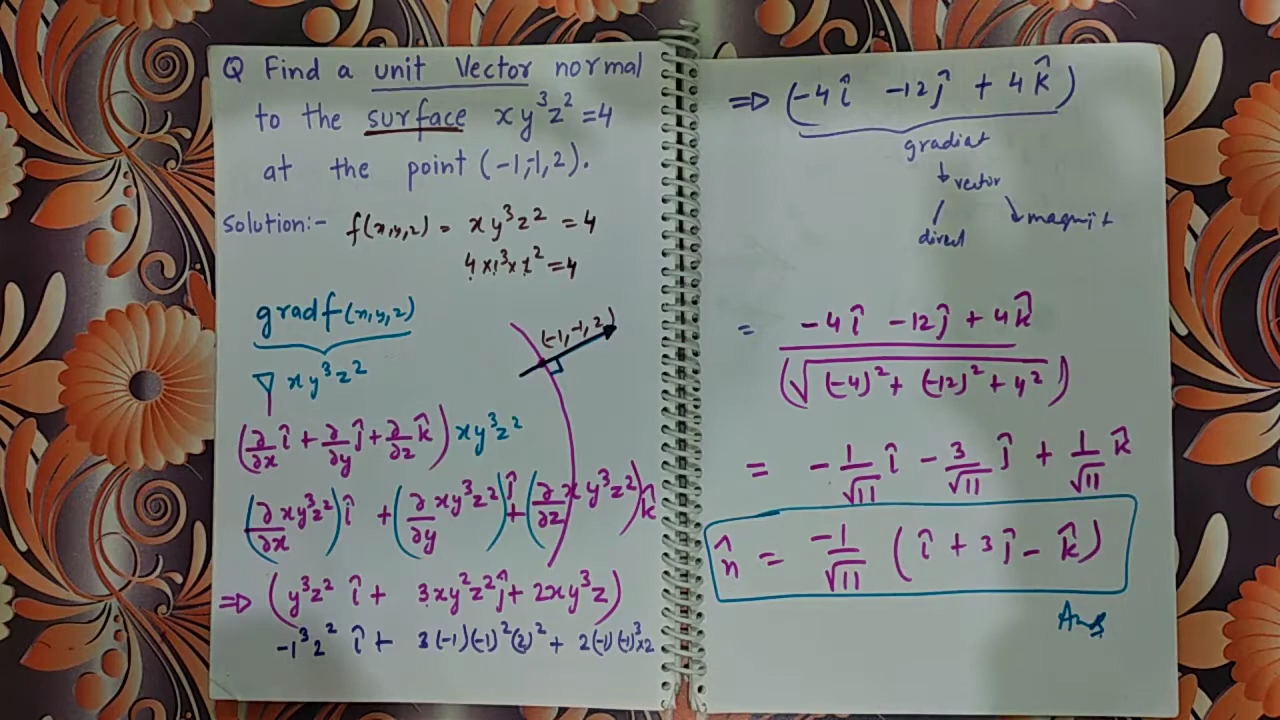 Q Find a unit Vector normal
to the surface xy³z² = 4
at the point (-1,-1,2).
Solution:- f(x,y,z) = xy³z² = 4
4×1³×1² = 4
gradf(x,y,z)
∇ xy³z²
(-1,-1,2)
(∂/∂x î + ∂/∂y ĵ + ∂/∂z k̂) xy³z²
(∂/∂x xy³z²) î + (∂/∂y xy³z²) ĵ + (∂/∂z xy³z²) k̂
⇒ (y³z² î + 3xy²z² ĵ + 2xy³z)
-1³2² î + 3(-1)(-1)²(2)² + 2(-1)(-1)³×2
⇒ (-4î -12ĵ + 4k̂)
gradiat
vector
magnit
direct
= (-4î -12ĵ + 4k̂) / (√((-4)² + (-12)² + 4²))
= -1/√11 î - 3/√11 ĵ + 1/√11 k̂
n̂ = -1/√11 (î + 3ĵ - k̂)
Ans